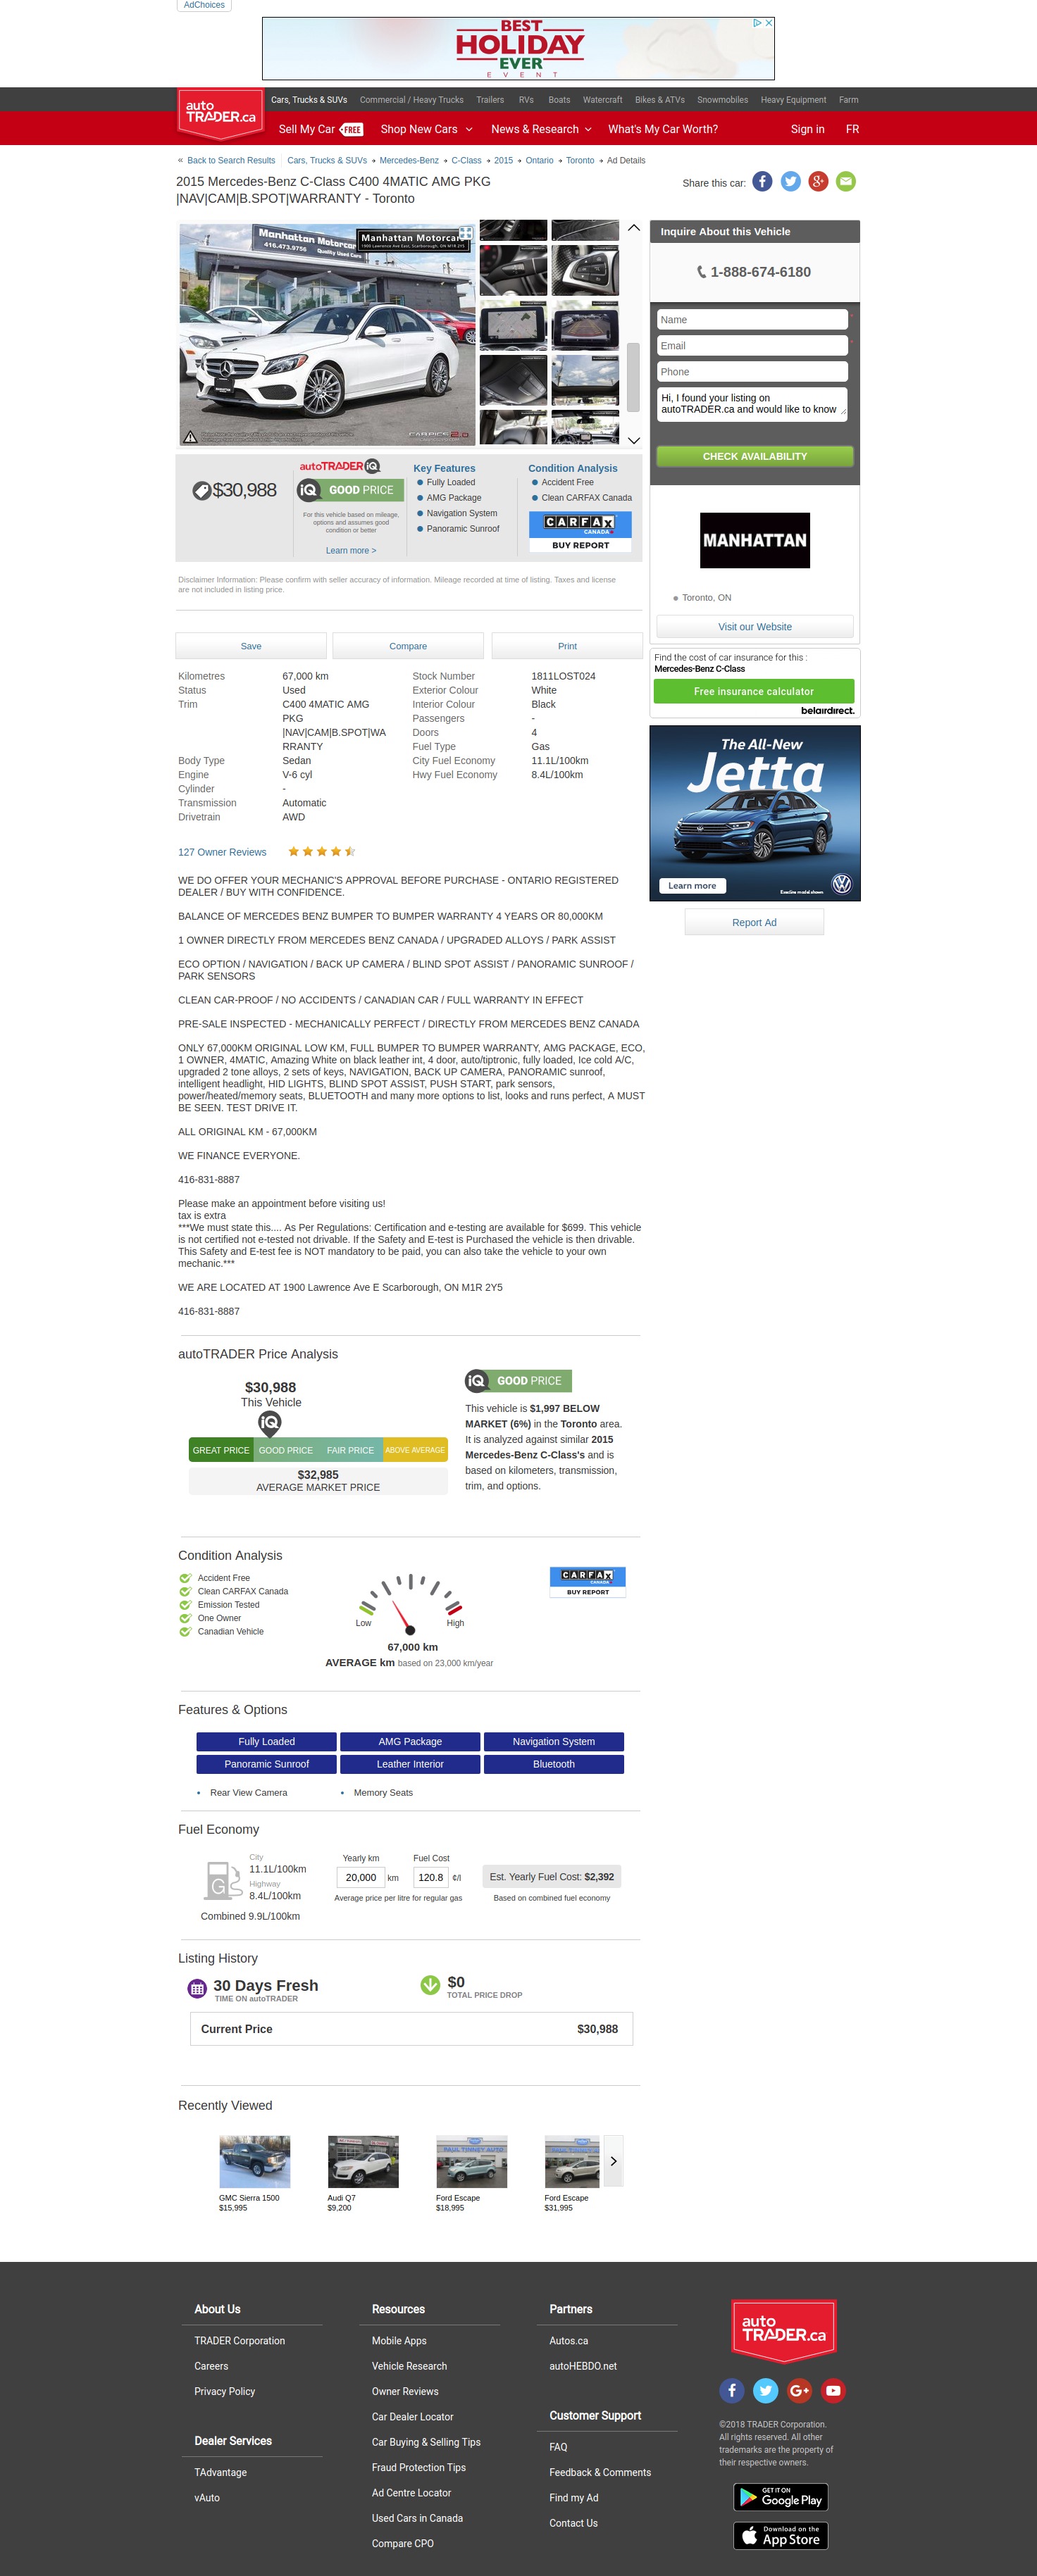 AdChoices
BEST
HOLIDAY
EVER
EVENT
auto
TRADER.ca
Cars, Trucks & SUVs Commercial / Heavy Trucks Trailers RVs Boats Watercraft Bikes & ATVs Snowmobiles Heavy Equipment Farm
Sell My Car FREE Shop New Cars News & Research What's My Car Worth? Sign in FR
« Back to Search Results Cars, Trucks & SUVs Mercedes-Benz C-Class 2015 Ontario Toronto Ad Details
2015 Mercedes-Benz C-Class C400 4MATIC AMG PKG
|NAV|CAM|B.SPOT|WARRANTY - Toronto
Share this car:
Manhattan Motorcars
416.473.9756
Quality Used Cars
Manhattan Motorcars
1900 Lawrence Ave East, Scarborough, ON M1R 2Y5
Inquire About this Vehicle
1-888-674-6180
Name
Email
Phone
Hi, I found your listing on
autoTRADER.ca and would like to know
CHECK AVAILABILITY
MANHATTAN
Toronto, ON
Visit our Website
$30,988
autoTRADER iQ
iQ GOOD PRICE
For this vehicle based on mileage,
options and assumes good
condition or better
Learn more >
Key Features
Fully Loaded
AMG Package
Navigation System
Panoramic Sunroof
Condition Analysis
Accident Free
Clean CARFAX Canada
CARFAX
CANADA
BUY REPORT
Disclaimer Information: Please confirm with seller accuracy of information. Mileage recorded at time of listing. Taxes and license
are not included in listing price.
Save Compare Print
Find the cost of car insurance for this :
Mercedes-Benz C-Class
Free insurance calculator
belairdirect.
The All-New
Jetta
Learn more
Execline model shown
Report Ad
Kilometres 67,000 km
Status Used
Trim C400 4MATIC AMG
PKG
|NAV|CAM|B.SPOT|WA
RRANTY
Body Type Sedan
Engine V-6 cyl
Cylinder -
Transmission Automatic
Drivetrain AWD
Stock Number 1811LOST024
Exterior Colour White
Interior Colour Black
Passengers -
Doors 4
Fuel Type Gas
City Fuel Economy 11.1L/100km
Hwy Fuel Economy 8.4L/100km
127 Owner Reviews
WE DO OFFER YOUR MECHANIC'S APPROVAL BEFORE PURCHASE - ONTARIO REGISTERED
DEALER / BUY WITH CONFIDENCE.
BALANCE OF MERCEDES BENZ BUMPER TO BUMPER WARRANTY 4 YEARS OR 80,000KM
1 OWNER DIRECTLY FROM MERCEDES BENZ CANADA / UPGRADED ALLOYS / PARK ASSIST
ECO OPTION / NAVIGATION / BACK UP CAMERA / BLIND SPOT ASSIST / PANORAMIC SUNROOF /
PARK SENSORS
CLEAN CAR-PROOF / NO ACCIDENTS / CANADIAN CAR / FULL WARRANTY IN EFFECT
PRE-SALE INSPECTED - MECHANICALLY PERFECT / DIRECTLY FROM MERCEDES BENZ CANADA
ONLY 67,000KM ORIGINAL LOW KM, FULL BUMPER TO BUMPER WARRANTY, AMG PACKAGE, ECO,
1 OWNER, 4MATIC, Amazing White on black leather int, 4 door, auto/tiptronic, fully loaded, Ice cold A/C,
upgraded 2 tone alloys, 2 sets of keys, NAVIGATION, BACK UP CAMERA, PANORAMIC sunroof,
intelligent headlight, HID LIGHTS, BLIND SPOT ASSIST, PUSH START, park sensors,
power/heated/memory seats, BLUETOOTH and many more options to list, looks and runs perfect, A MUST
BE SEEN. TEST DRIVE IT.
ALL ORIGINAL KM - 67,000KM
WE FINANCE EVERYONE.
416-831-8887
Please make an appointment before visiting us!
tax is extra
***We must state this.... As Per Regulations: Certification and e-testing are available for $699. This vehicle
is not certified not e-tested not drivable. If the Safety and E-test is Purchased the vehicle is then drivable.
This Safety and E-test fee is NOT mandatory to be paid, you can also take the vehicle to your own
mechanic.***
WE ARE LOCATED AT 1900 Lawrence Ave E Scarborough, ON M1R 2Y5
416-831-8887
autoTRADER Price Analysis
$30,988
This Vehicle
iQ
GREAT PRICE GOOD PRICE FAIR PRICE ABOVE AVERAGE
$32,985
AVERAGE MARKET PRICE
iQ GOOD PRICE
This vehicle is $1,997 BELOW
MARKET (6%) in the Toronto area.
It is analyzed against similar 2015
Mercedes-Benz C-Class's and is
based on kilometers, transmission,
trim, and options.
Condition Analysis
Accident Free
Clean CARFAX Canada
Emission Tested
One Owner
Canadian Vehicle
Low High
67,000 km
AVERAGE km based on 23,000 km/year
CARFAX
CANADA
BUY REPORT
Features & Options
Fully Loaded AMG Package Navigation System
Panoramic Sunroof Leather Interior Bluetooth
Rear View Camera Memory Seats
Fuel Economy
G
City
11.1L/100km
Highway
8.4L/100km
Combined 9.9L/100km
Yearly km Fuel Cost
20,000 km 120.8 ¢/l
Average price per litre for regular gas
Est. Yearly Fuel Cost: $2,392
Based on combined fuel economy
Listing History
30 Days Fresh
TIME ON autoTRADER
$0
TOTAL PRICE DROP
Current Price $30,988
Recently Viewed
GMC Sierra 1500
$15,995
Audi Q7
$9,200
Ford Escape
$18,995
Ford Escape
$31,995
About Us
TRADER Corporation
Careers
Privacy Policy
Dealer Services
TAdvantage
vAuto
Resources
Mobile Apps
Vehicle Research
Owner Reviews
Car Dealer Locator
Car Buying & Selling Tips
Fraud Protection Tips
Ad Centre Locator
Used Cars in Canada
Compare CPO
Partners
Autos.ca
autoHEBDO.net
Customer Support
FAQ
Feedback & Comments
Find my Ad
Contact Us
auto
TRADER.ca
©2018 TRADER Corporation.
All rights reserved. All other
trademarks are the property of
their respective owners.
GET IT ON
Google Play
Download on the
App Store